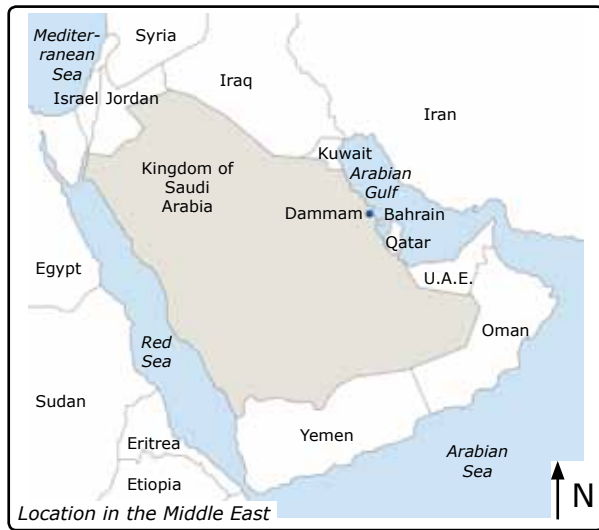 Mediter-
ranean
Sea
Syria
Israel
Jordan
Iraq
Iran
Kuwait
Arabian
Gulf
Kingdom of
Saudi
Arabia
Dammam
Bahrain
Qatar
Egypt
U.A.E.
Oman
Red
Sea
Sudan
Eritrea
Yemen
Arabian
Sea
Etiopia
N
Location in the Middle East